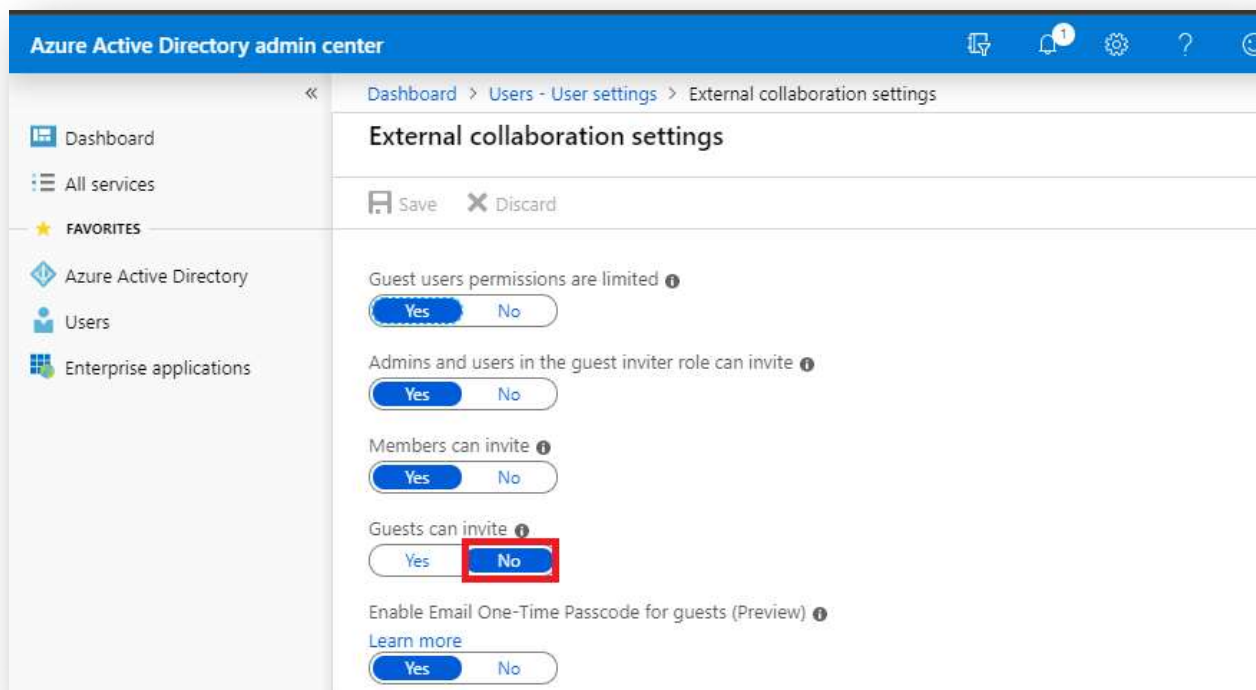 Azure Active Directory admin center
1
?
«
Dashboard > Users - User settings > External collaboration settings
Dashboard
All services
FAVORITES
Azure Active Directory
Users
Enterprise applications
External collaboration settings
Save
Discard
Guest users permissions are limited
Yes No
Admins and users in the guest inviter role can invite
Yes No
Members can invite
Yes No
Guests can invite
Yes No
Enable Email One-Time Passcode for guests (Preview)
Learn more
Yes No